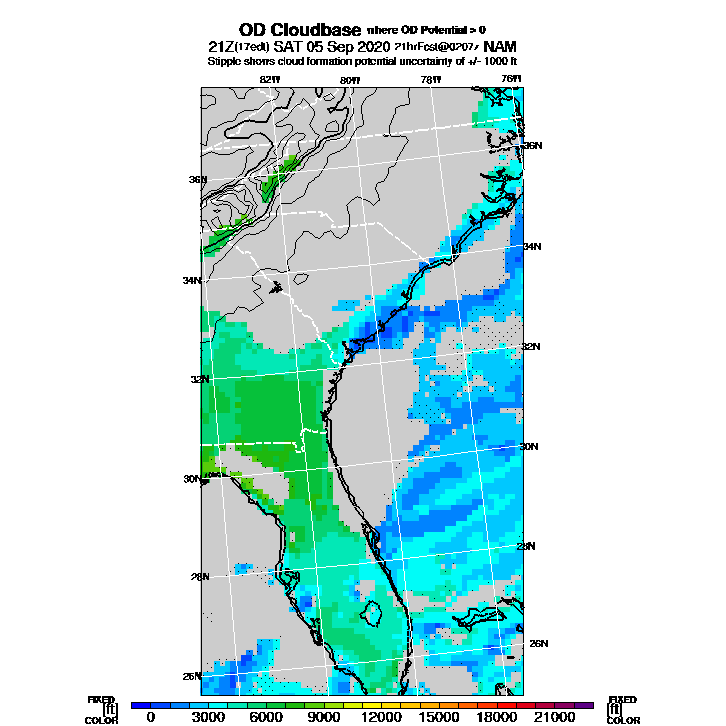 OD Cloudbase where OD Potential > 0
21Z(17edt) SAT 05 Sep 2020 21hrFcst@0207z NAM
Stipple shows cloud formation potential uncertainty of +/- 1000 ft
82W 80W 78W 76W
36N 36N
34N 34N
32N 32N
30N 30N
28N 28N
26N 26N
FIXED FIXED
[ft] [ft]
COLOR COLOR
0 3000 6000 9000 12000 15000 18000 21000